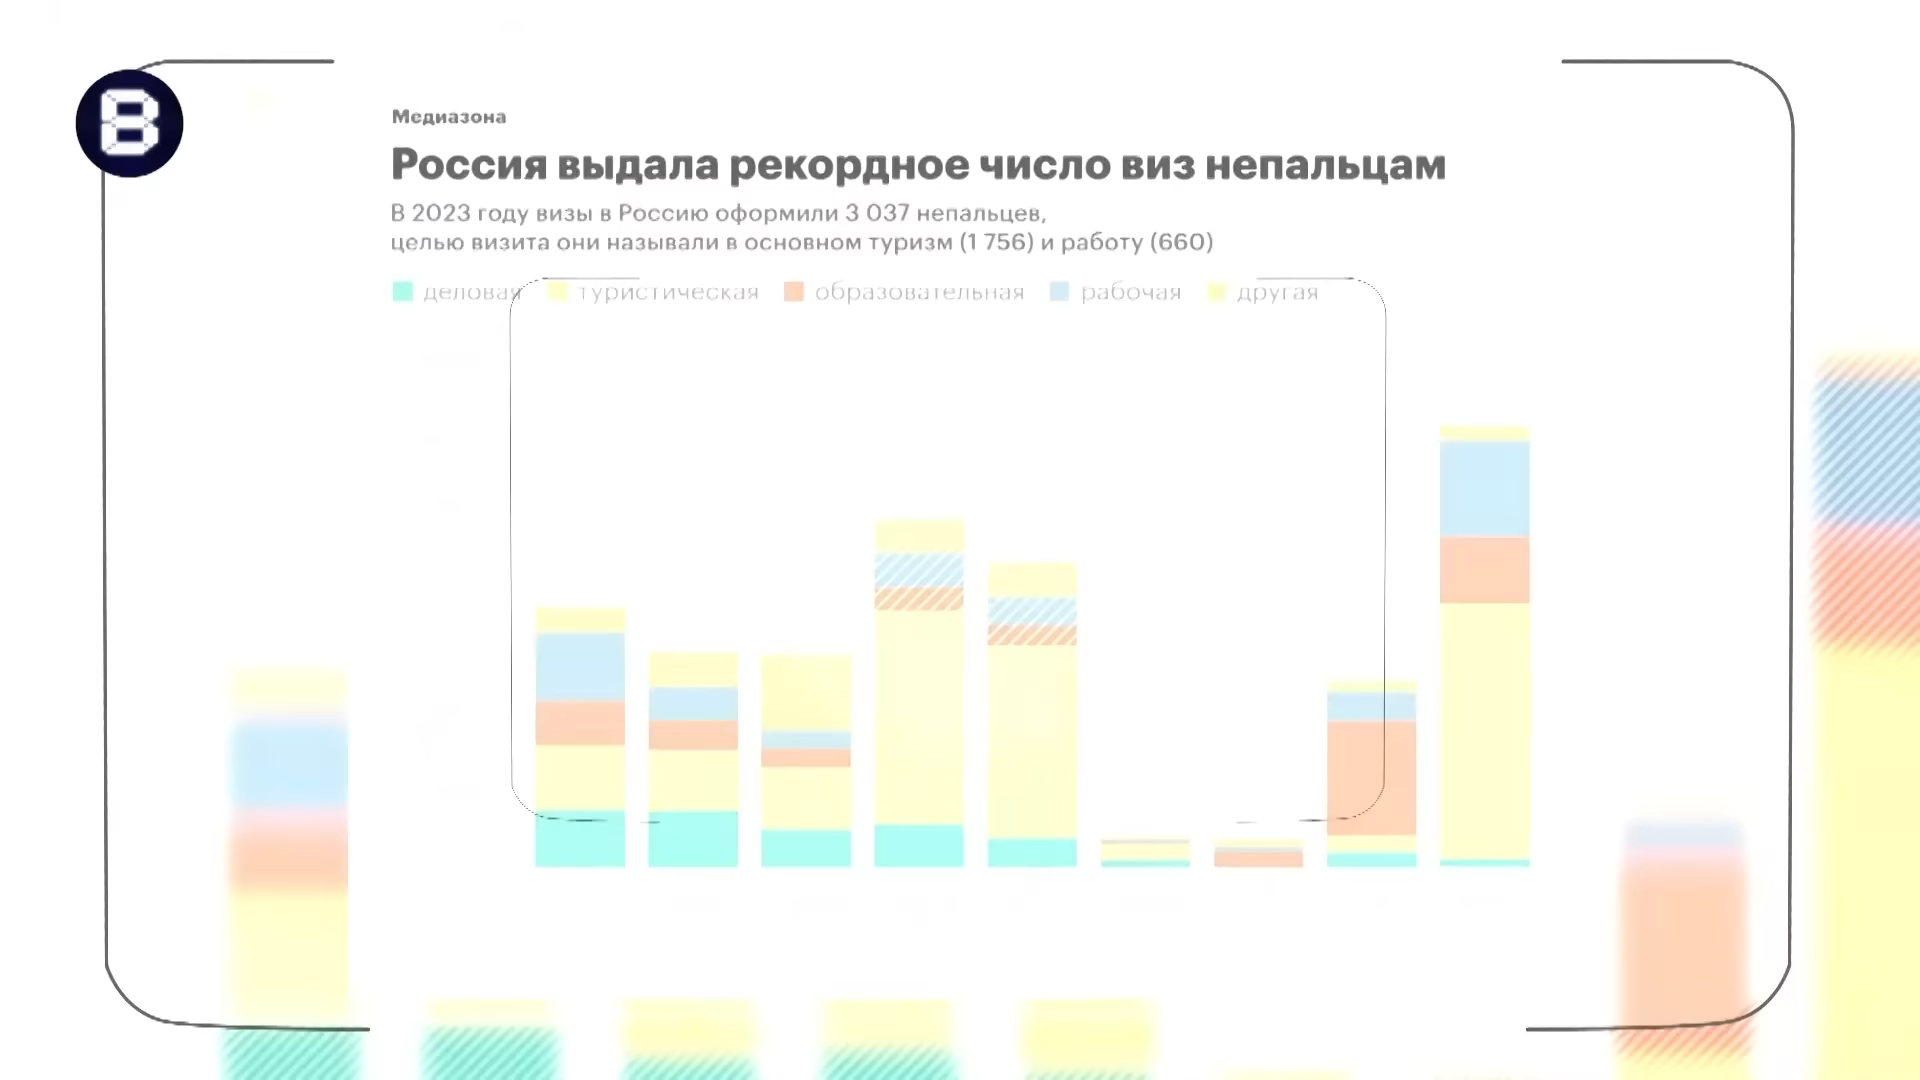 B
Медиазона
Россия выдала рекордное число виз непальцам
В 2023 году визы в Россию оформили 3 037 непальцев,
целью визита они называли в основном туризм (1 756) и работу (660)
деловая туристическая образовательная рабочая другая